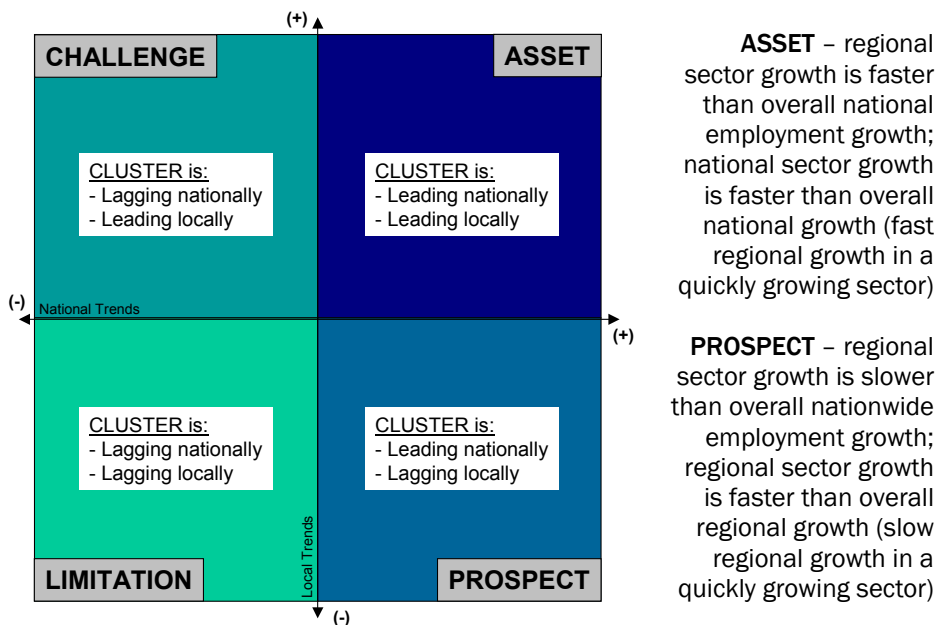 (+)
CHALLENGE
ASSET
CLUSTER is:
- Lagging nationally
- Leading locally
CLUSTER is:
- Leading nationally
- Leading locally
(-)
National Trends
(+)
CLUSTER is:
- Lagging nationally
- Lagging locally
CLUSTER is:
- Leading nationally
- Lagging locally
Local Trends
LIMITATION
PROSPECT
(-)
ASSET – regional
sector growth is faster
than overall national
employment growth;
national sector growth
is faster than overall
national growth (fast
regional growth in a
quickly growing sector)
PROSPECT – regional
sector growth is slower
than overall nationwide
employment growth;
regional sector growth
is faster than overall
regional growth (slow
regional growth in a
quickly growing sector)